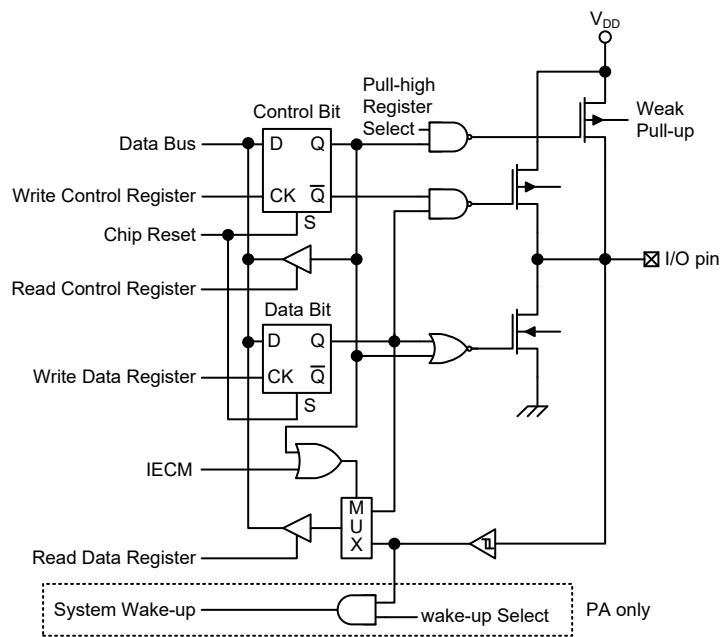 V_DD
Pull-high
Register
Select
Weak
Pull-up
Control Bit
Data Bus
D
Q
Write Control Register
CK
Q̅
S
Chip Reset
I/O pin
Read Control Register
Data Bit
D
Q
Write Data Register
CK
Q̅
S
IECM
M
U
X
Read Data Register
System Wake-up
wake-up Select
PA only